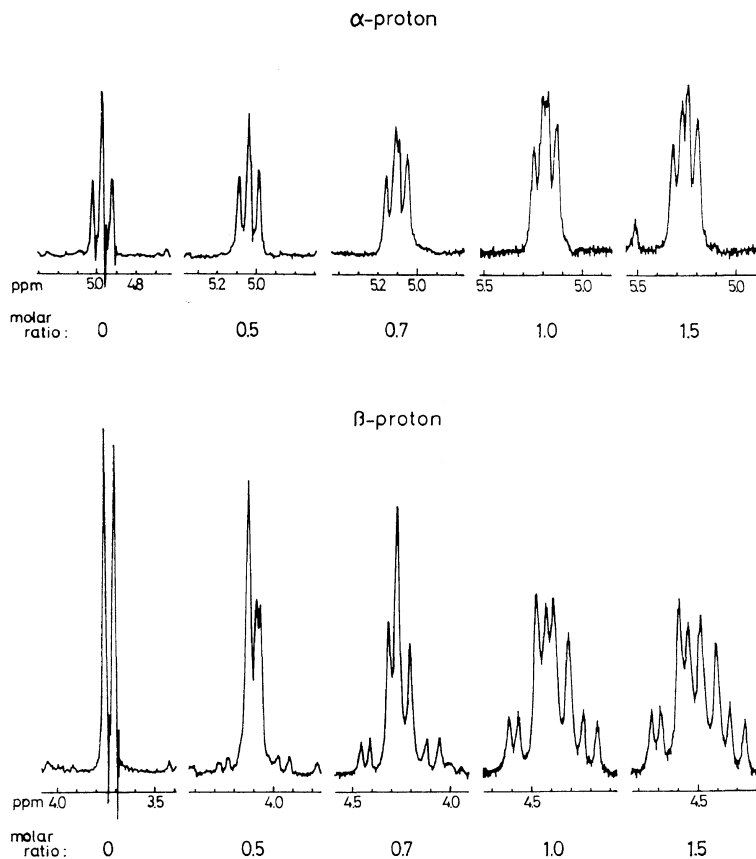 α-proton
ppm 5.0 4.8 5.2 5.0 5.2 5.0 5.5 5.0 5.5 5.0
molar
ratio: 0 0.5 0.7 1.0 1.5
ß-proton
ppm 4.0 3.5 4.0 4.5 4.0 4.5 4.5
molar
ratio: 0 0.5 0.7 1.0 1.5